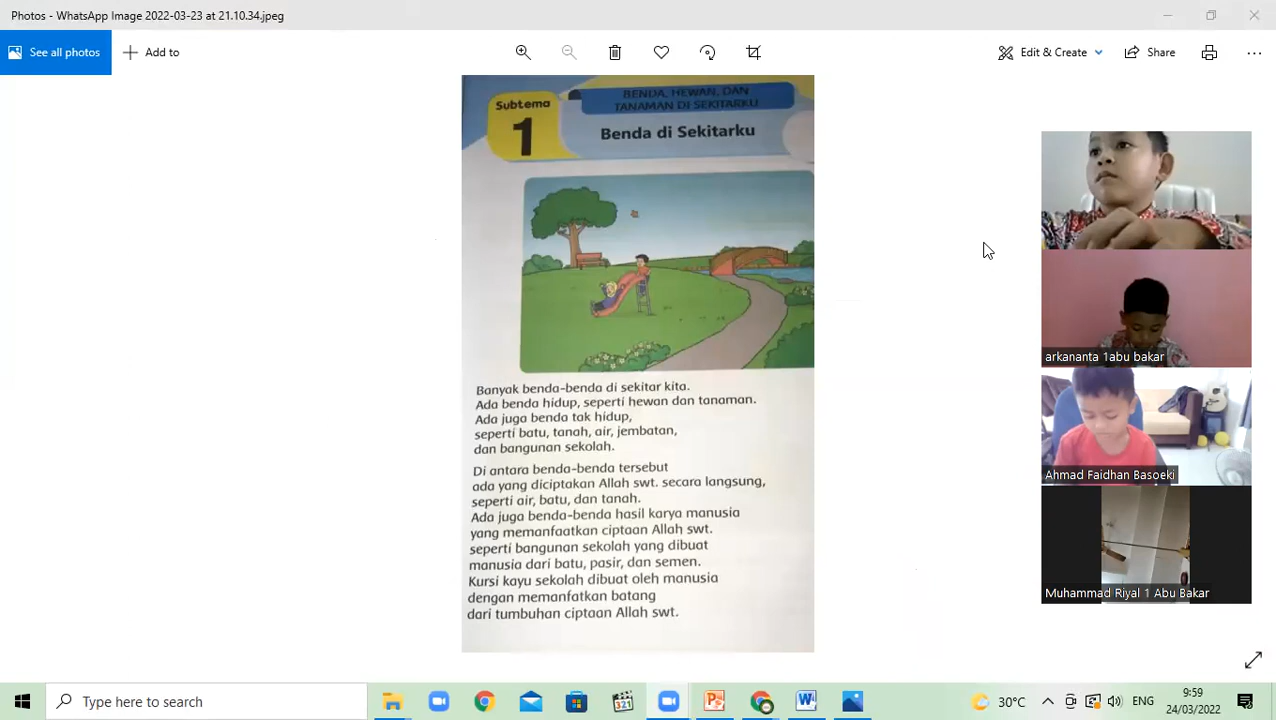 Photos - WhatsApp Image 2022-03-23 at 21.10.34.jpeg
See all photos
Add to
Edit & Create
Share
Subtema
1
BENDA, HEWAN, DAN
TANAMAN DI SEKITARKU
Benda di Sekitarku
Banyak benda-benda di sekitar kita.
Ada benda hidup, seperti hewan dan tanaman.
Ada juga benda tak hidup,
seperti batu, tanah, air, jembatan,
dan bangunan sekolah.
Di antara benda-benda tersebut
ada yang diciptakan Allah swt. secara langsung,
seperti air, batu, dan tanah.
Ada juga benda-benda hasil karya manusia
yang memanfaatkan ciptaan Allah swt.
seperti bangunan sekolah yang dibuat
manusia dari batu, pasir, dan semen.
Kursi kayu sekolah dibuat oleh manusia
dengan memanfatkan batang
dari tumbuhan ciptaan Allah swt.
arkananta 1abu bakar
Ahmad Faidhan Basoeki
Muhammad Riyal 1 Abu Bakar
Type here to search
321
30°C
ENG
9:59
24/03/2022